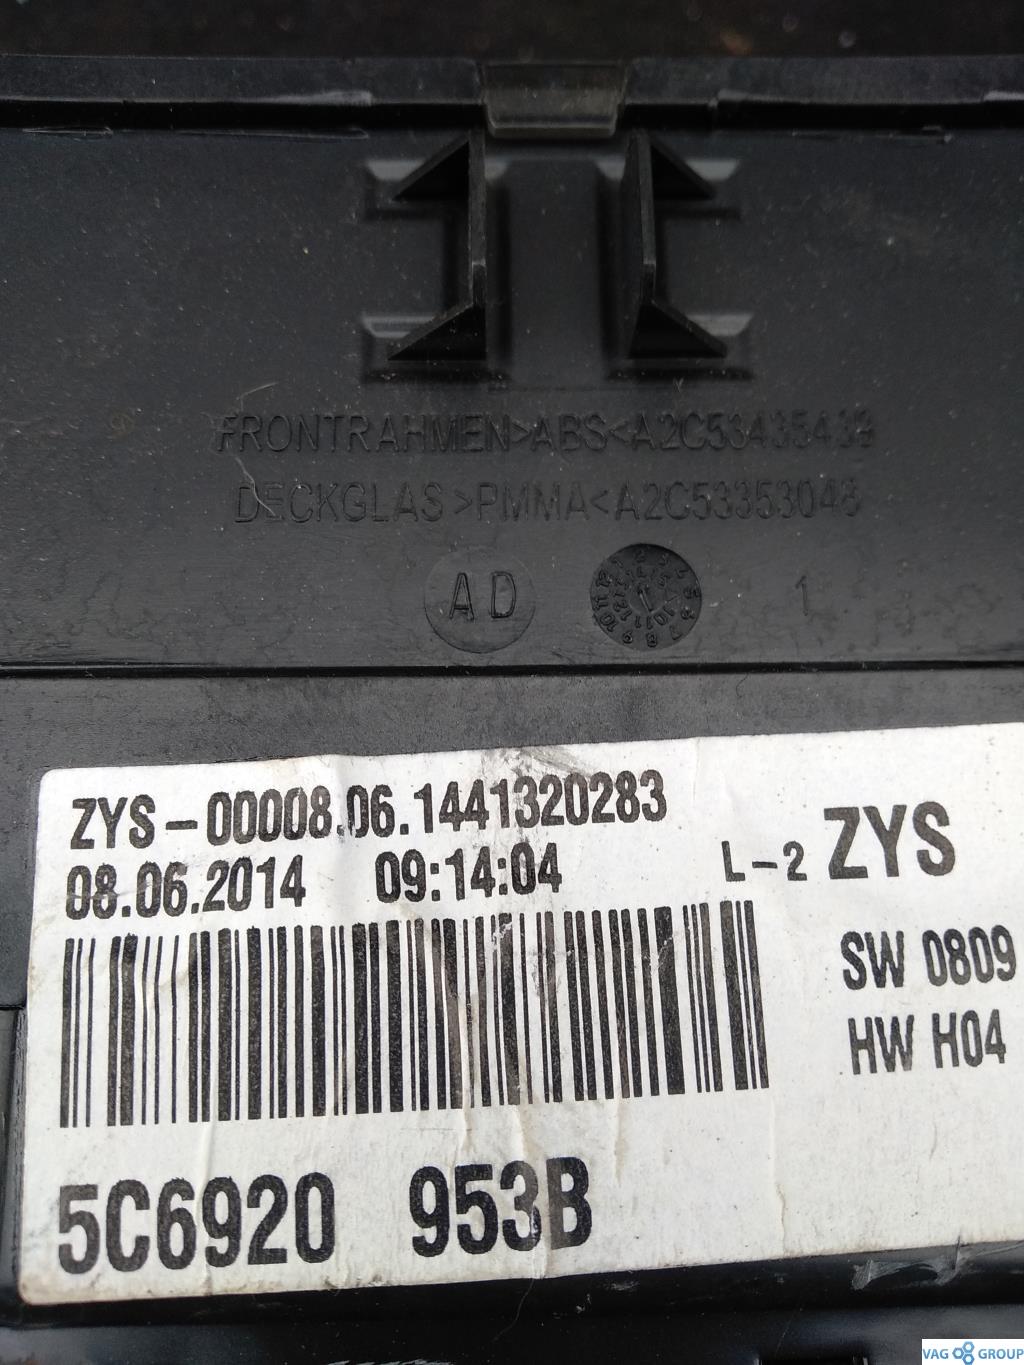 FRONTRAHMEN>ABS<A2C53435439
DECKGLAS>PMMA<A2C53353048
AD
1
ZYS-00008.06.1441320283
08.06.2014 09:14:04
L-2 ZYS
SW 0809
HW H04
5C6920 953B
VAG GROUP